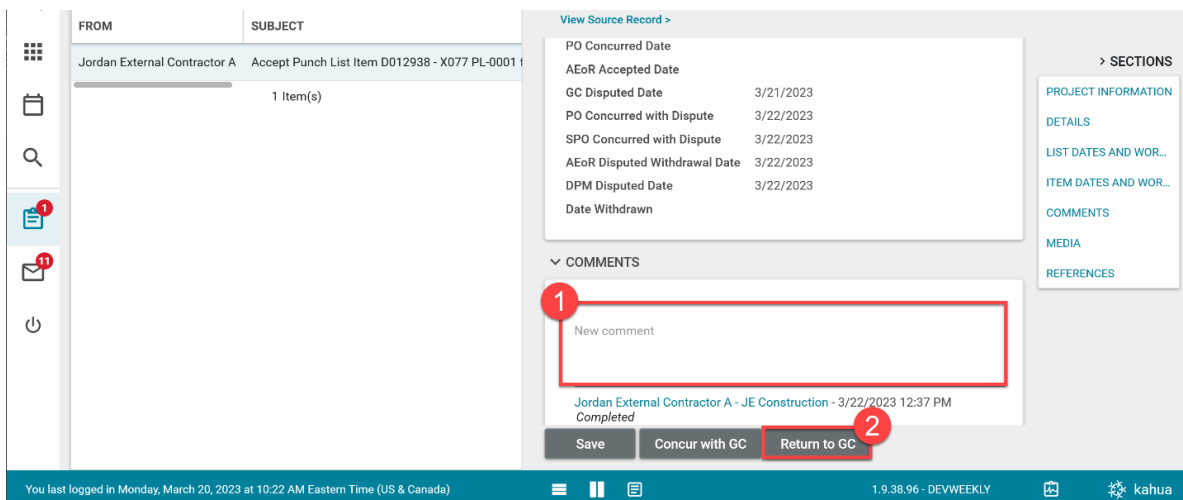 FROM SUBJECT
Jordan External Contractor A Accept Punch List Item D012938 - X077 PL-0001
1 Item(s)
1
11
View Source Record >
PO Concurred Date
AEoR Accepted Date
GC Disputed Date 3/21/2023
PO Concurred with Dispute 3/22/2023
SPO Concurred with Dispute 3/22/2023
AEoR Disputed Withdrawal Date 3/22/2023
DPM Disputed Date 3/22/2023
Date Withdrawn
COMMENTS
1
New comment
Jordan External Contractor A - JE Construction - 3/22/2023 12:37 PM
Completed
2
Save Concur with GC Return to GC
> SECTIONS
PROJECT INFORMATION
DETAILS
LIST DATES AND WOR...
ITEM DATES AND WOR...
COMMENTS
MEDIA
REFERENCES
You last logged in Monday, March 20, 2023 at 10:22 AM Eastern Time (US & Canada) 1.9.38.96 - DEVWEEKLY kahua